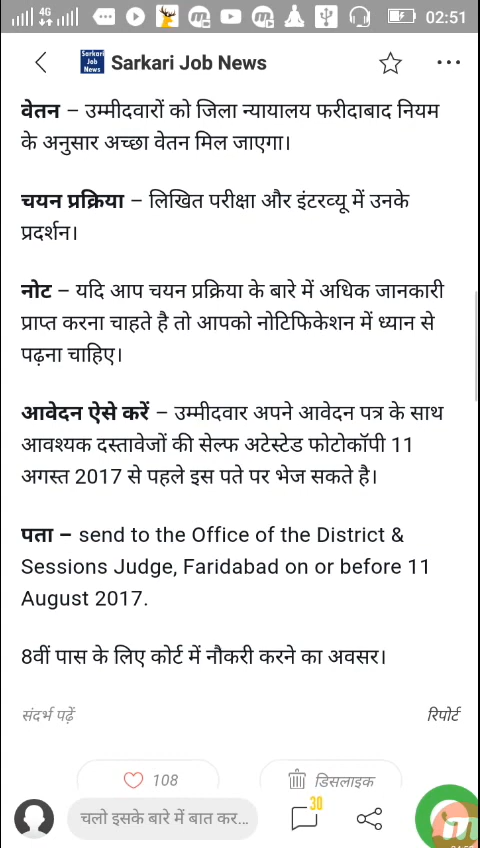 4G
02:51
Sarkari Job News
Sarkari Job News
वेतन – उम्मीदवारों को जिला न्यायालय फरीदाबाद नियम
के अनुसार अच्छा वेतन मिल जाएगा।
चयन प्रक्रिया – लिखित परीक्षा और इंटरव्यू में उनके
प्रदर्शन।
नोट – यदि आप चयन प्रक्रिया के बारे में अधिक जानकारी
प्राप्त करना चाहते है तो आपको नोटिफिकेशन में ध्यान से
पढ़ना चाहिए।
आवेदन ऐसे करें – उम्मीदवार अपने आवेदन पत्र के साथ
आवश्यक दस्तावेजों की सेल्फ अटेस्टेड फोटोकॉपी 11
अगस्त 2017 से पहले इस पते पर भेज सकते है।
पता – send to the Office of the District &
Sessions Judge, Faridabad on or before 11
August 2017.
8वीं पास के लिए कोर्ट में नौकरी करने का अवसर।
संदर्भ पढ़ें रिपोर्ट
108 डिसलाइक
चलो इसके बारे में बात कर... 30